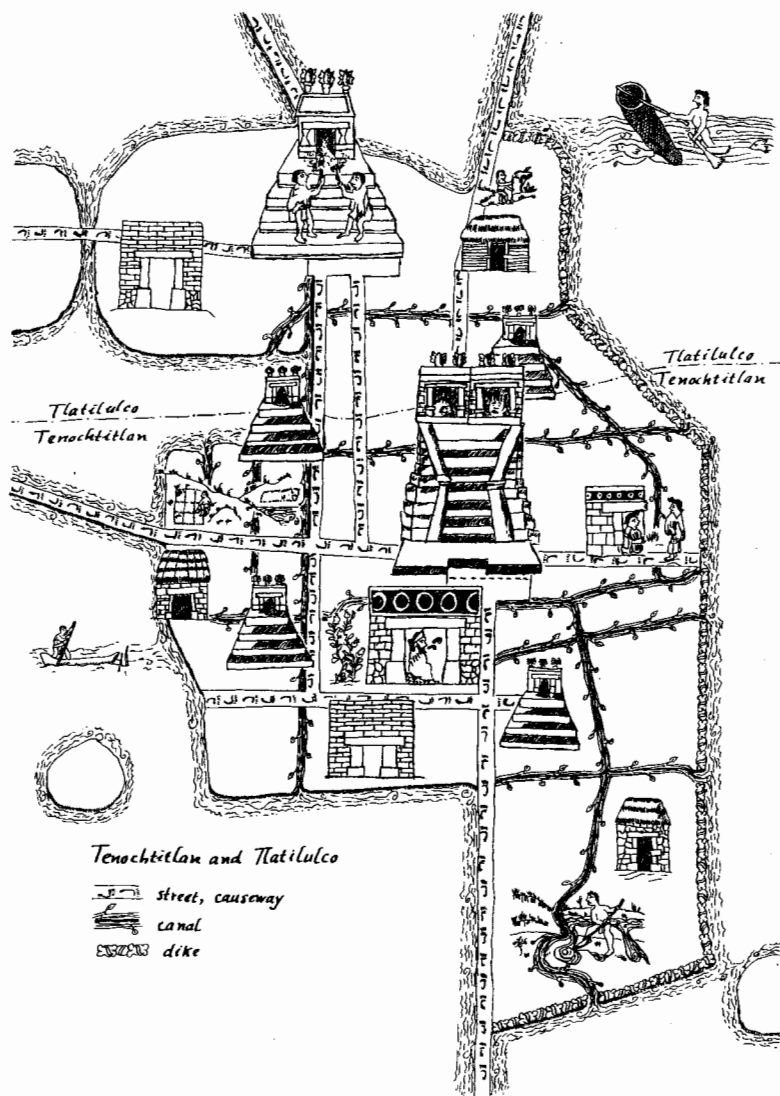 Tlatilulco
Tenochtitlan
Tlatilulco
Tenochtitlan
Tenochtitlan and Tlatilulco
street, causeway
canal
dike